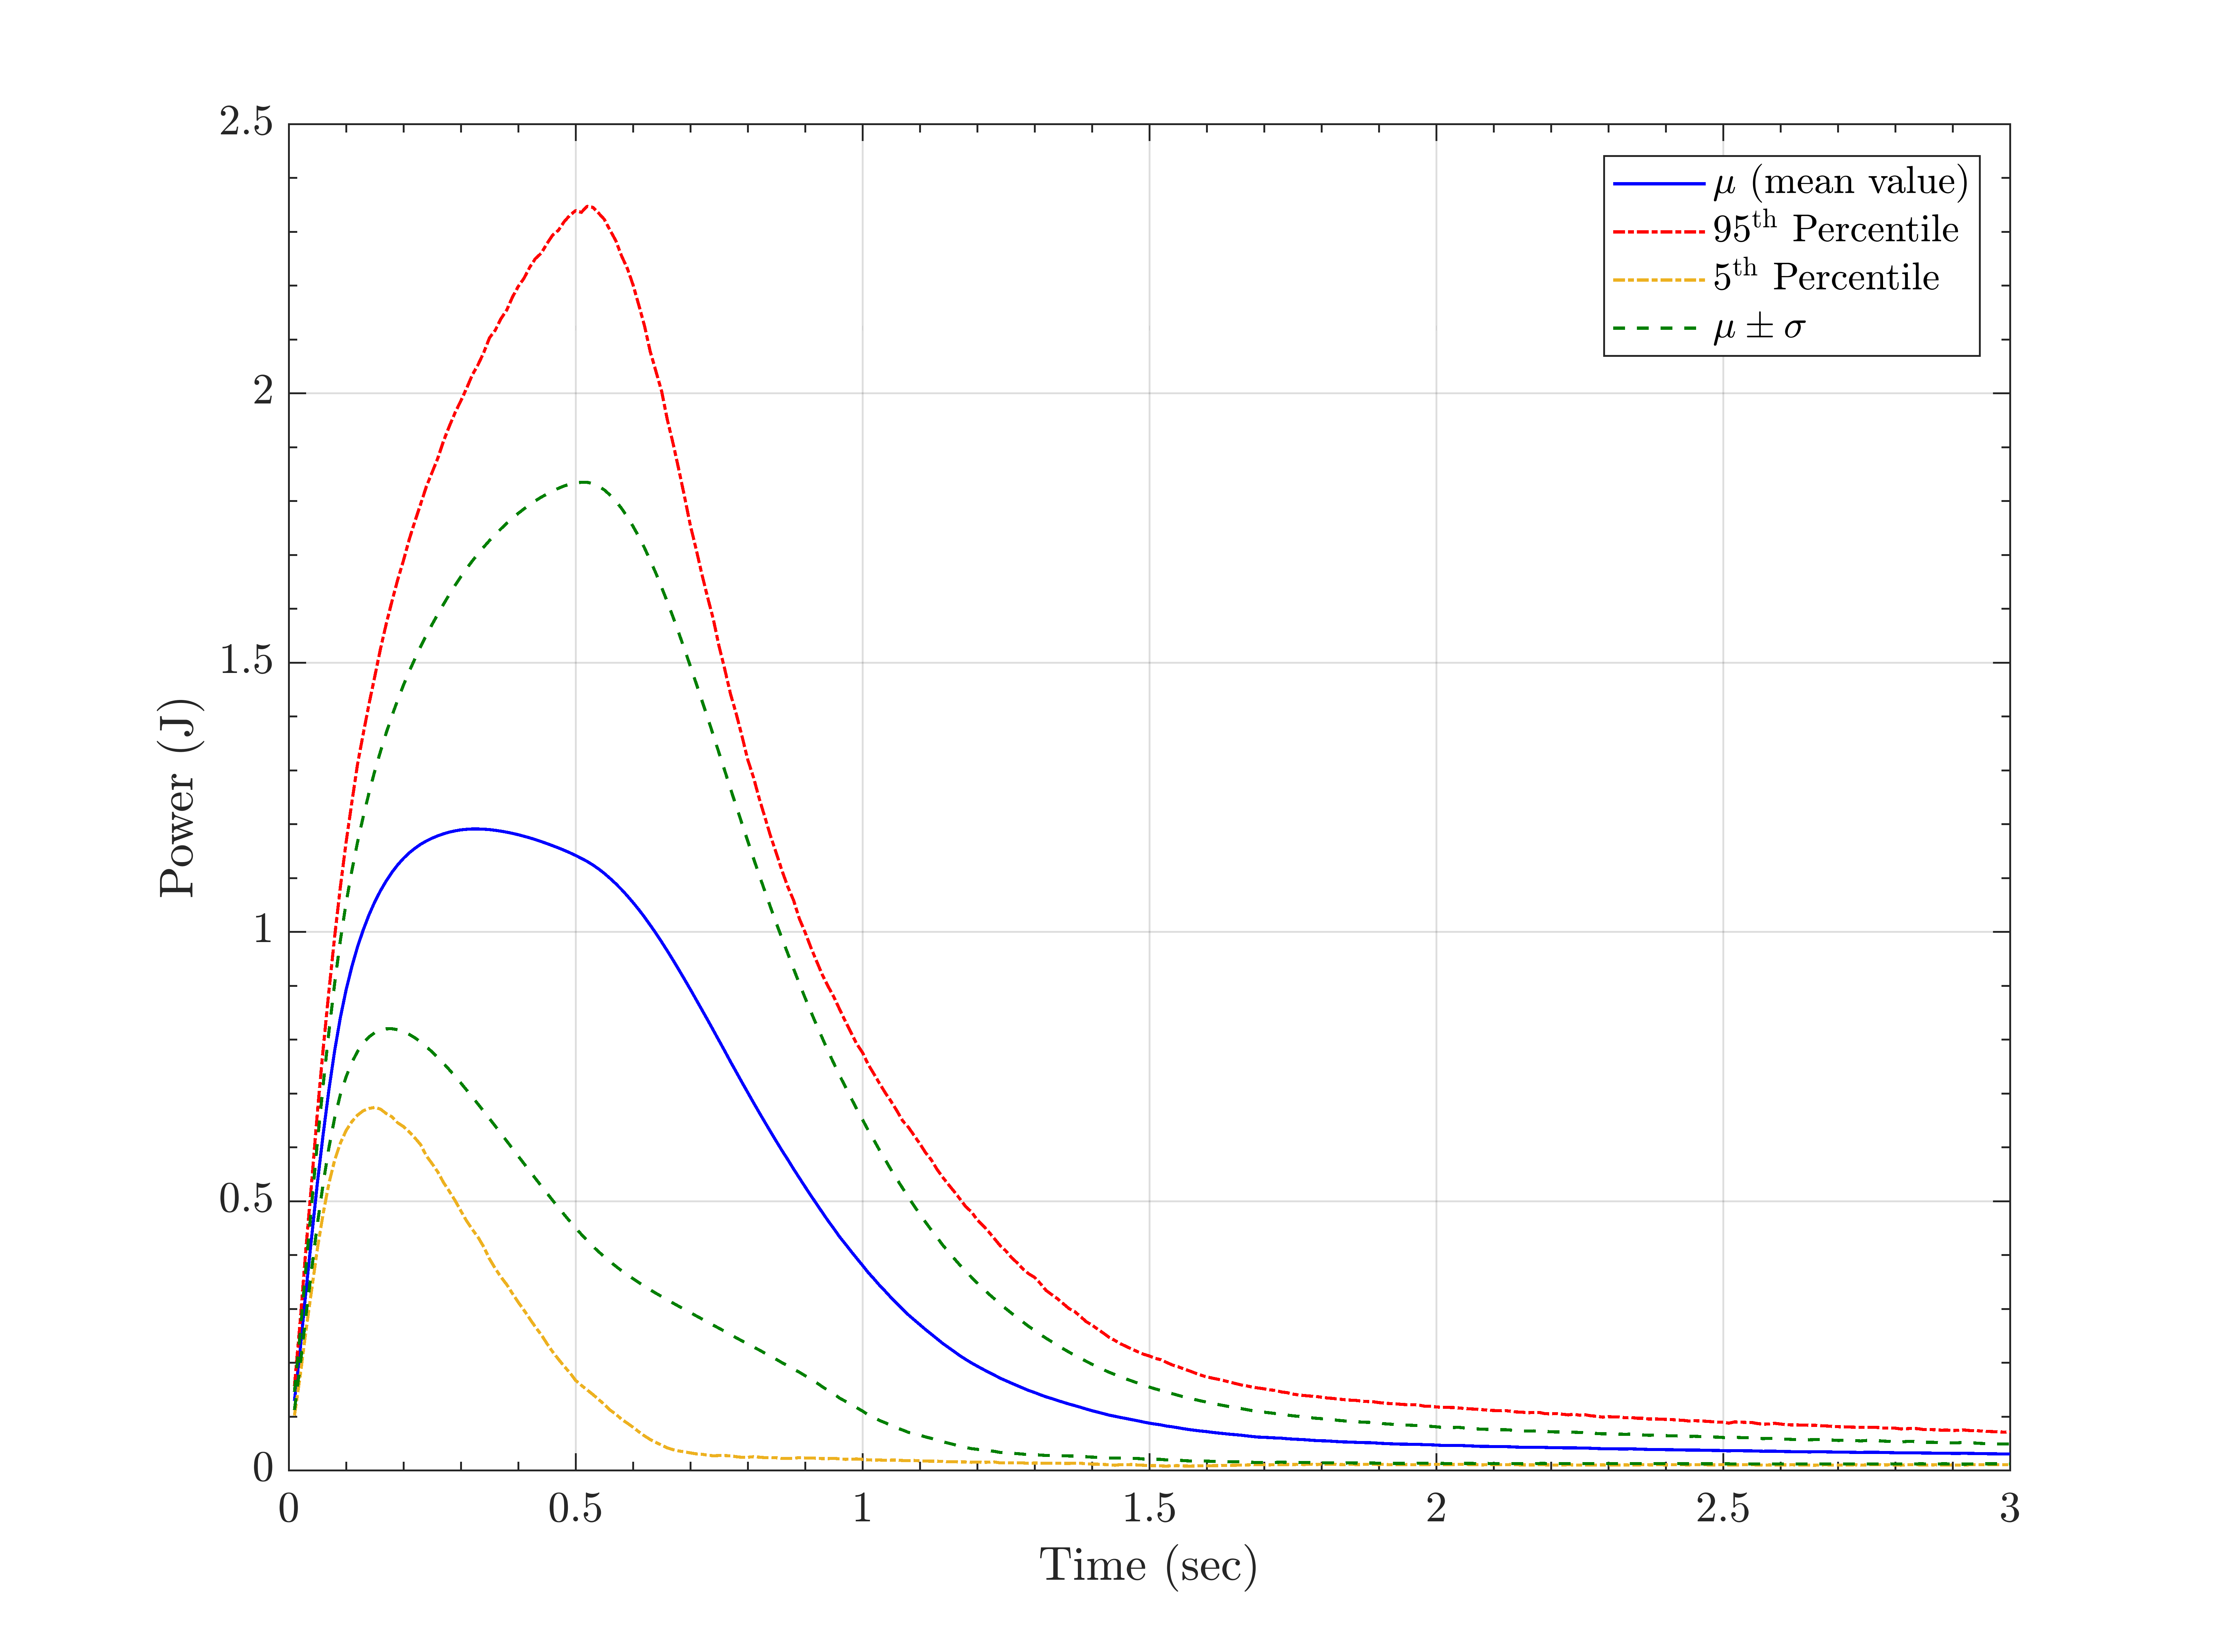 2.5
2
1.5
1
0.5
0
Power (J)
μ (mean value)
95th Percentile
5th Percentile
μ ± σ
0 0.5 1 1.5 2 2.5 3
Time (sec)